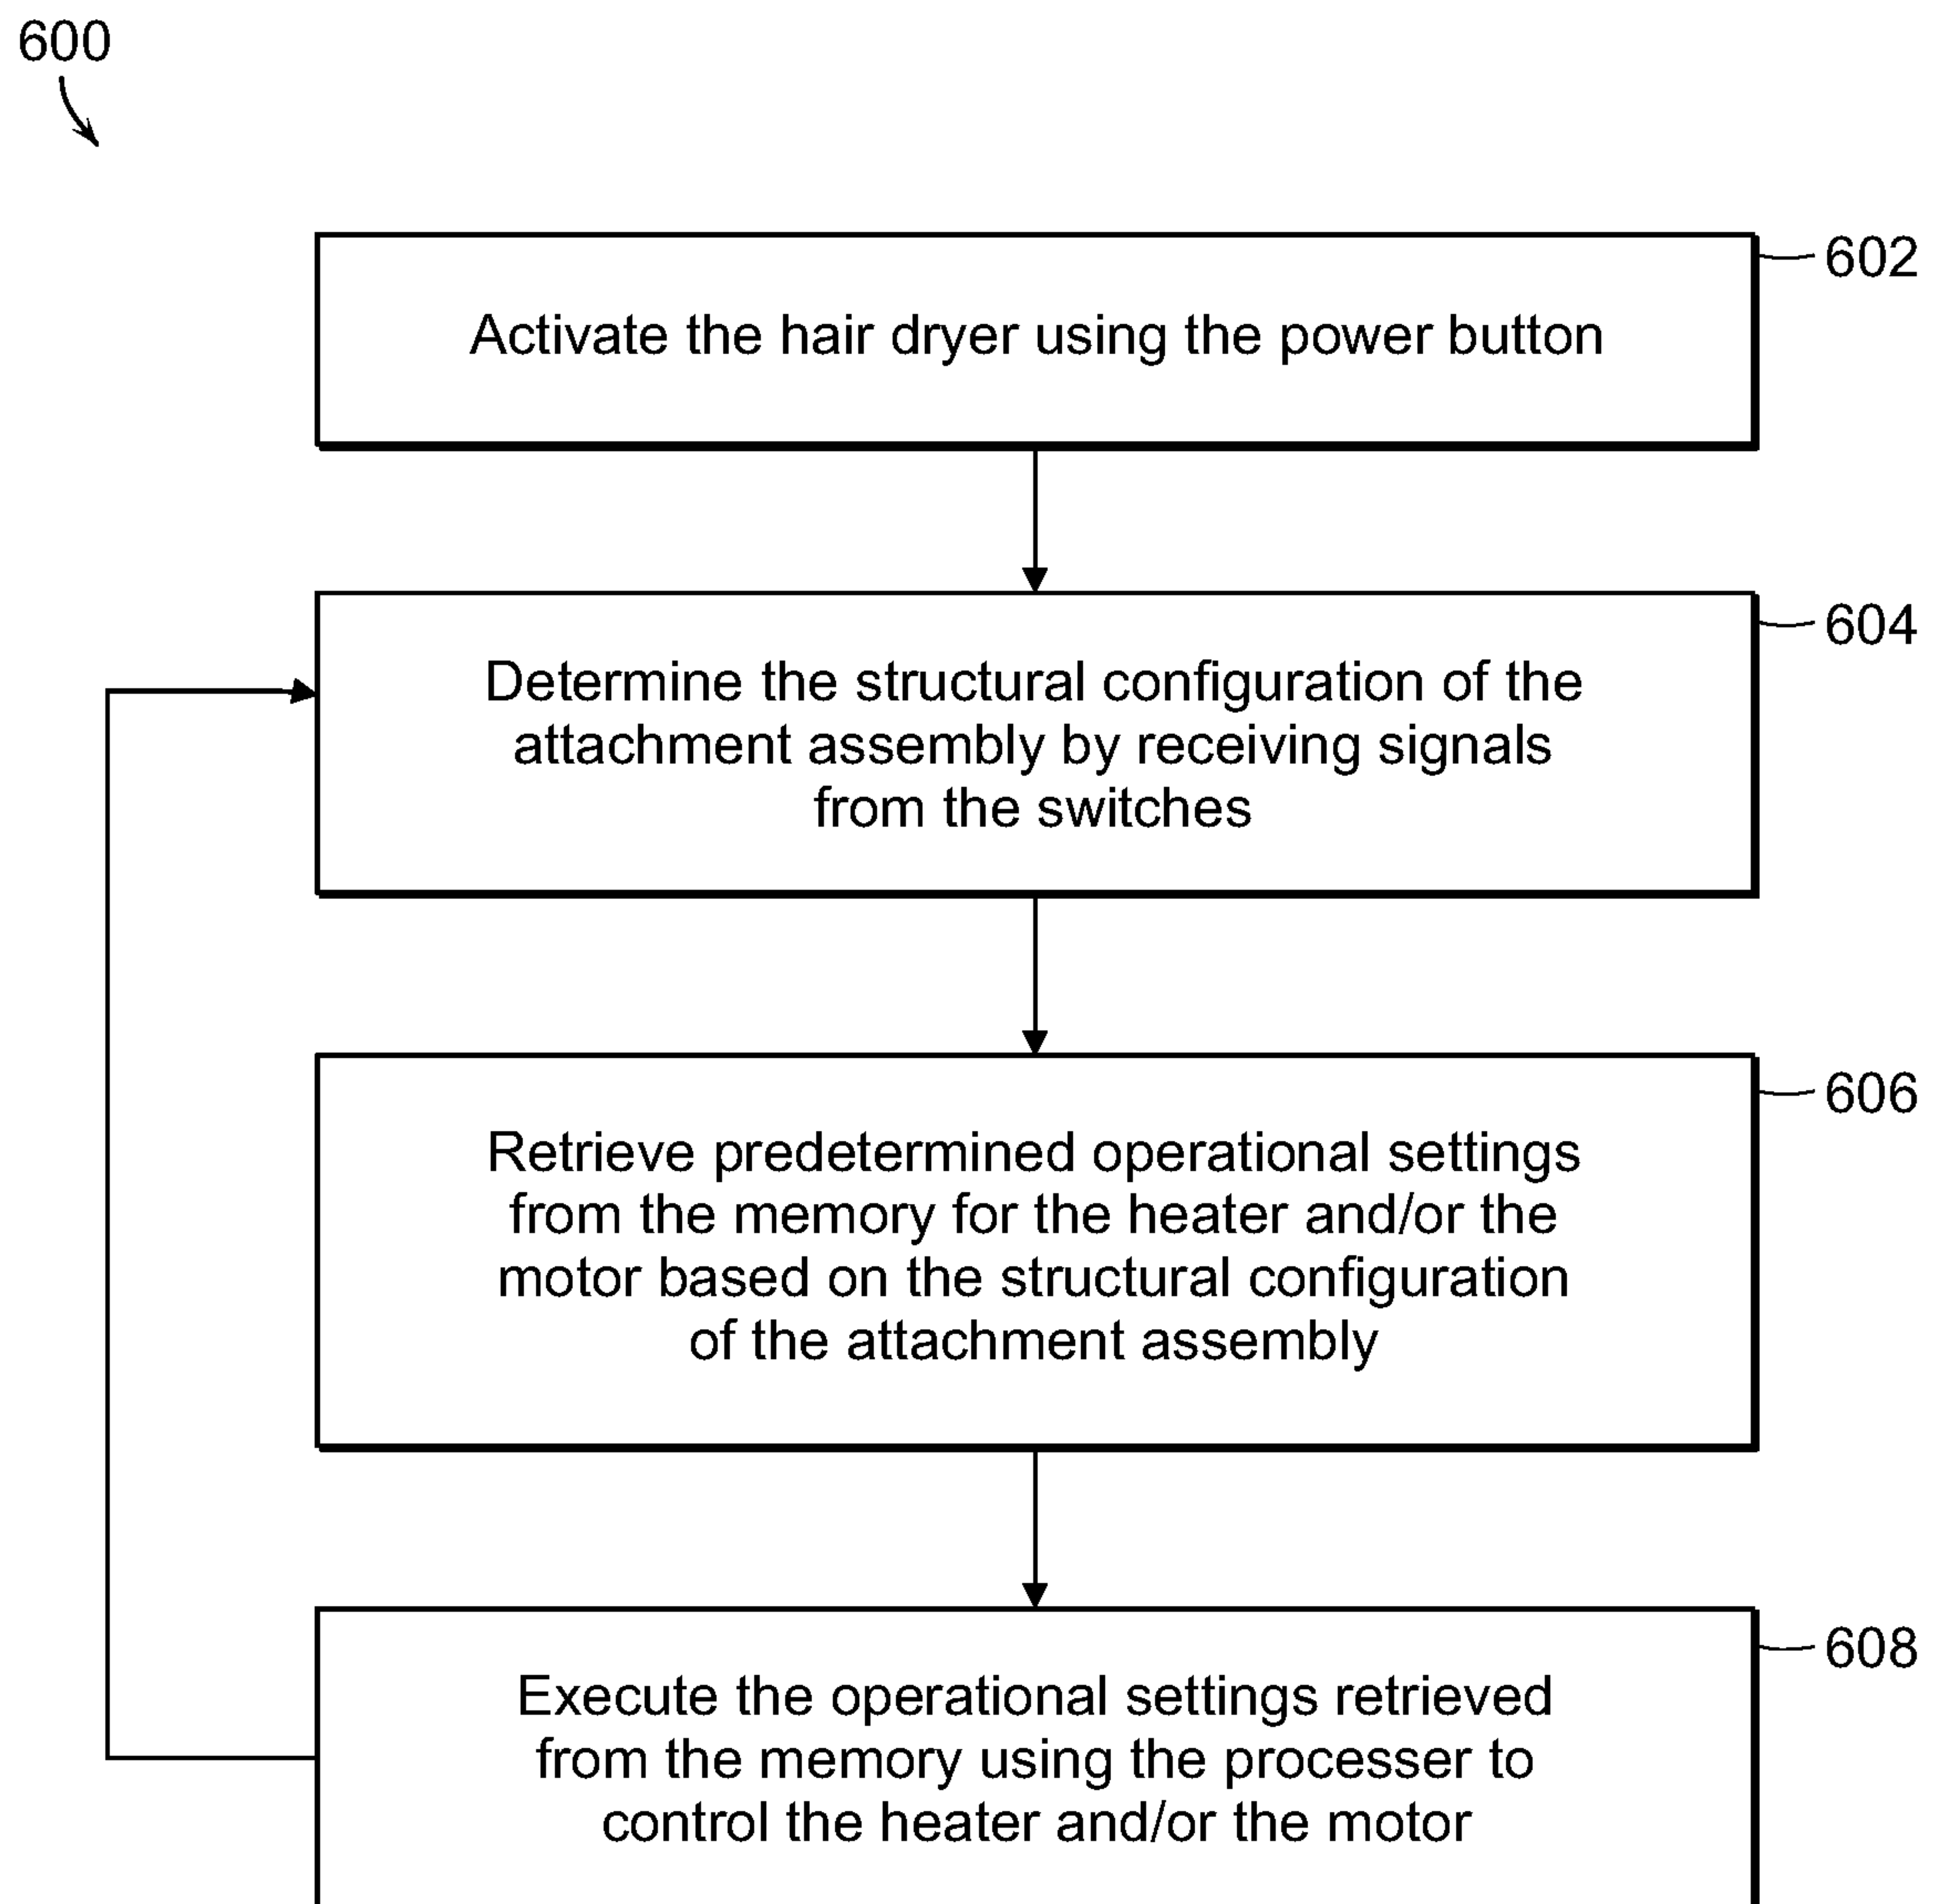 600
602
Activate the hair dryer using the power button
604
Determine the structural configuration of the
attachment assembly by receiving signals
from the switches
606
Retrieve predetermined operational settings
from the memory for the heater and/or the
motor based on the structural configuration
of the attachment assembly
608
Execute the operational settings retrieved
from the memory using the processer to
control the heater and/or the motor